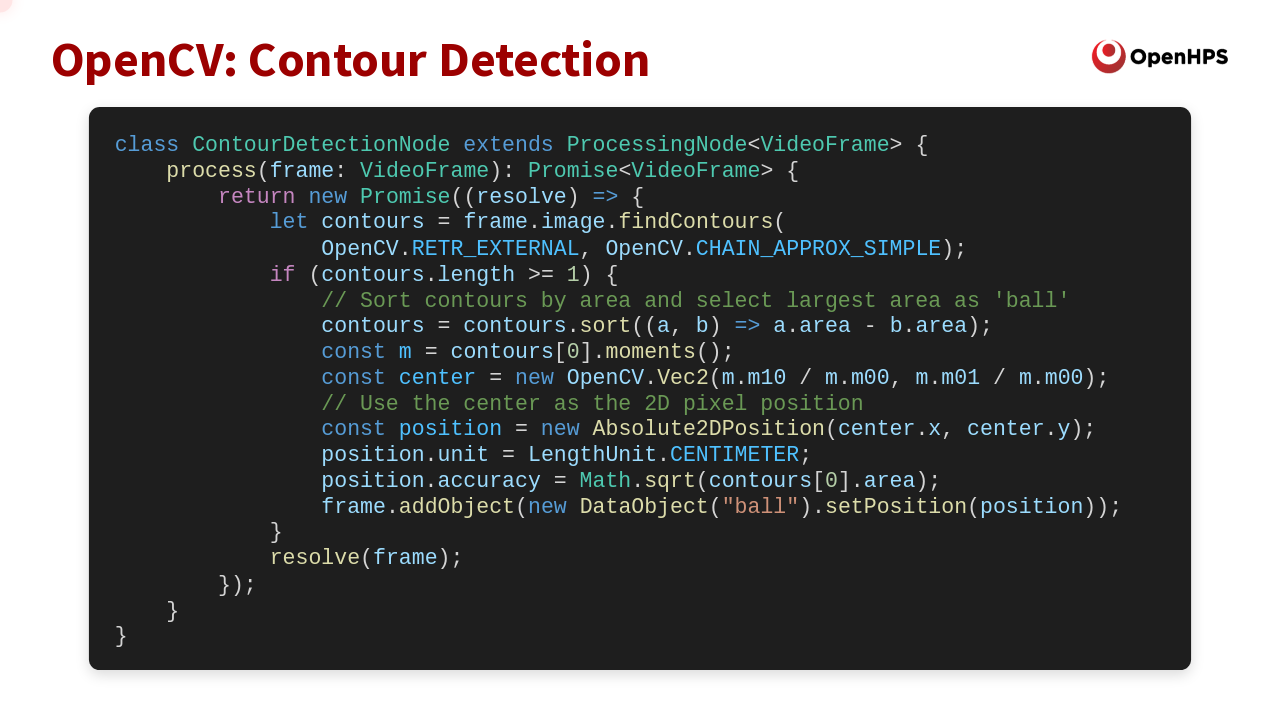 OpenCV: Contour Detection
OpenHPS
class ContourDetectionNode extends ProcessingNode<VideoFrame> {
    process(frame: VideoFrame): Promise<VideoFrame> {
        return new Promise((resolve) => {
            let contours = frame.image.findContours(
                OpenCV.RETR_EXTERNAL, OpenCV.CHAIN_APPROX_SIMPLE);
            if (contours.length >= 1) {
                // Sort contours by area and select largest area as 'ball'
                contours = contours.sort((a, b) => a.area - b.area);
                const m = contours[0].moments();
                const center = new OpenCV.Vec2(m.m10 / m.m00, m.m01 / m.m00);
                // Use the center as the 2D pixel position
                const position = new Absolute2DPosition(center.x, center.y);
                position.unit = LengthUnit.CENTIMETER;
                position.accuracy = Math.sqrt(contours[0].area);
                frame.addObject(new DataObject("ball").setPosition(position));
            }
            resolve(frame);
        });
    }
}